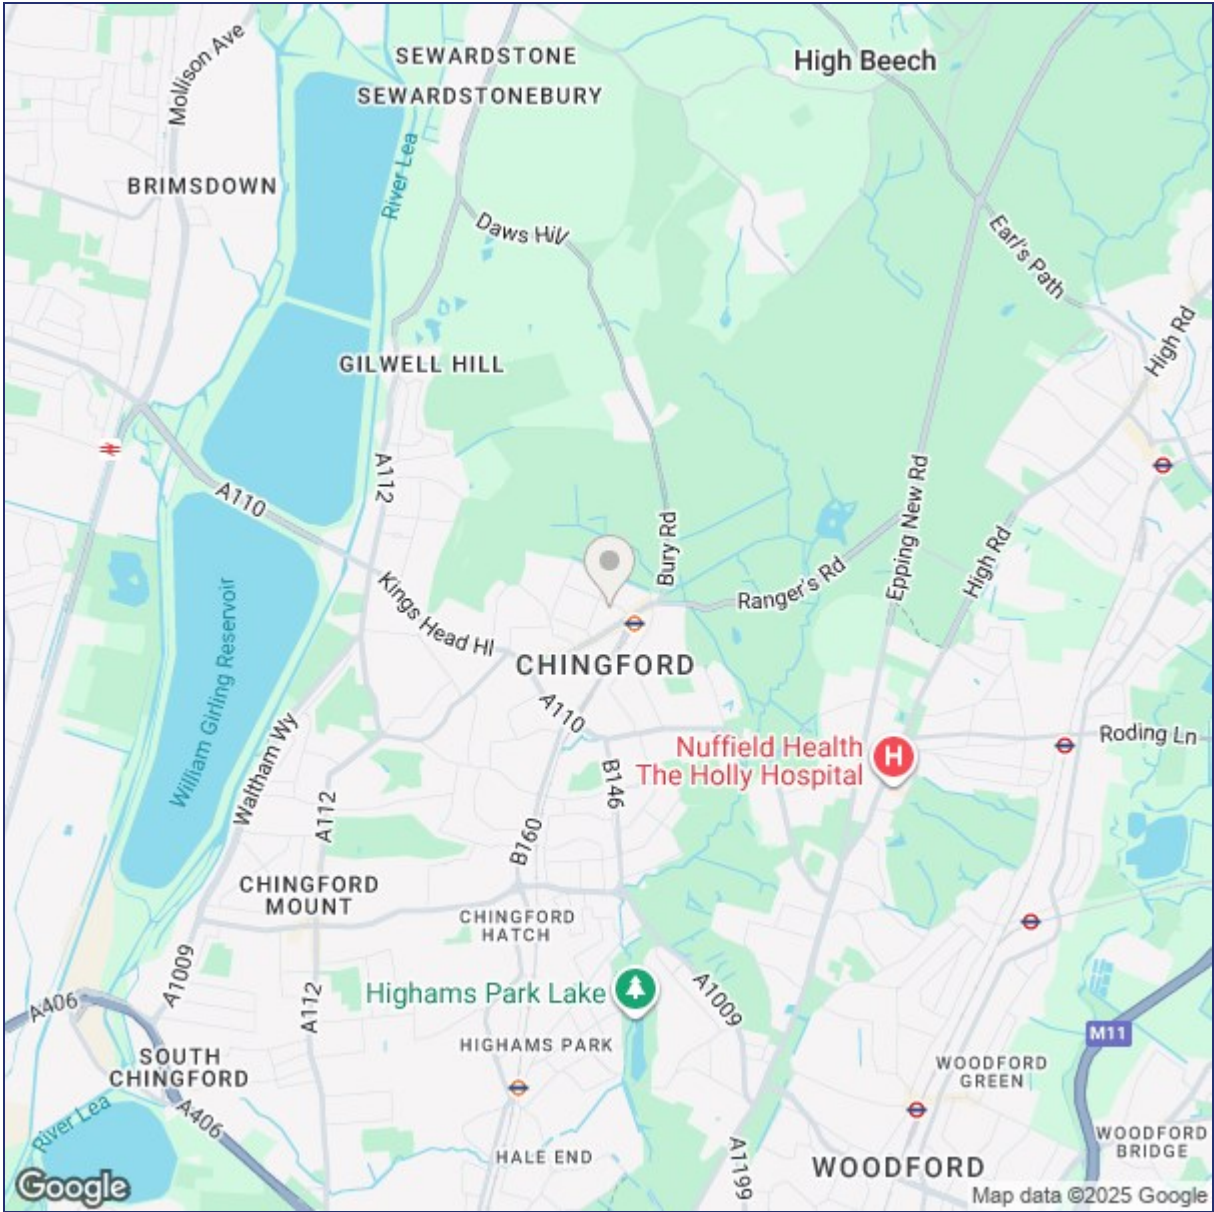 Mollison Ave
SEWARDSTONE
High Beech
SEWARDSTONEBURY
River Lea
BRIMSDOWN
Daws Hill
Earl's Path
High Rd
GILWELL HILL
A112
A110
Bury Rd
Epping New Rd
High Rd
Ranger's Rd
Kings Head Hl
William Girling Reservoir
CHINGFORD
A110
Waltham Wy
Roding Ln
Nuffield Health
The Holly Hospital
H
B146
A112
B160
CHINGFORD
MOUNT
CHINGFORD
HATCH
A1009
Highams Park Lake
A1009
A406
A112
M11
HIGHAMS PARK
SOUTH
CHINGFORD
WOODFORD
GREEN
River Lea
A406
WOODFORD
BRIDGE
HALE END
A1199
WOODFORD
Google
Map data ©2025 Google